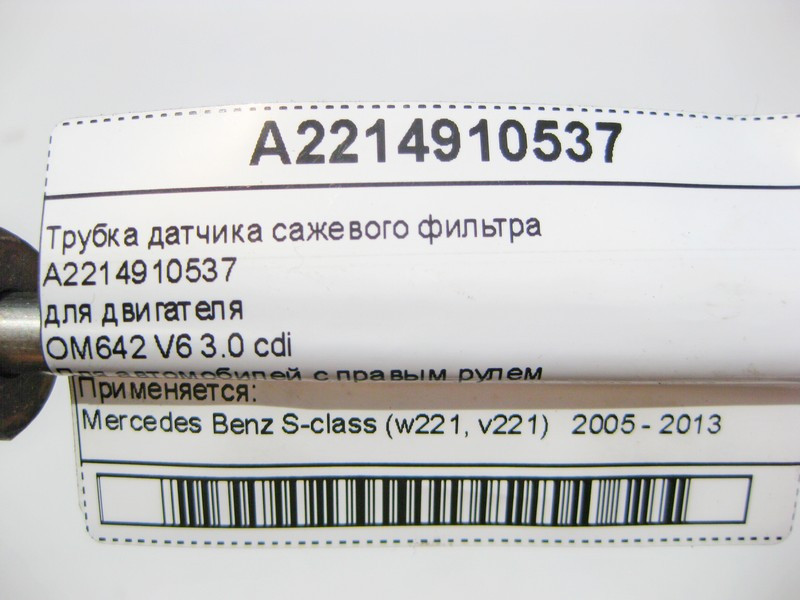 A2214910537
Трубка датчика сажевого фильтра
A2214910537
для двигателя
OM642 V6 3.0 cdi
Для автомобилей с правым рулем
Применяется:
Mercedes Benz S-class (w221, v221) 2005 - 2013